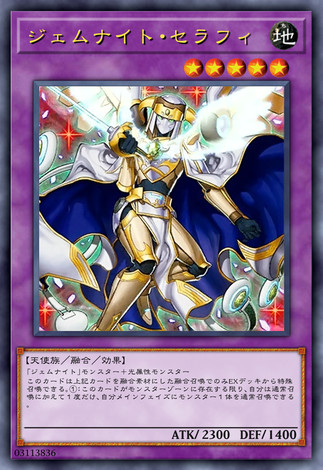 ジェムナイト・セラフィ
地
【天使族／融合／効果】
「ジェムナイト」モンスター＋光属性モンスター
このカードは上記カードを融合素材にした融合召喚でのみEXデッキから特殊
召喚できる。①：このカードがモンスターゾーンに存在する限り、自分は通常召喚
に加えて１度だけ、自分メインフェイズにモンスター１体を通常召喚できる
。
ATK/ 2300 DEF/ 1400
03113836